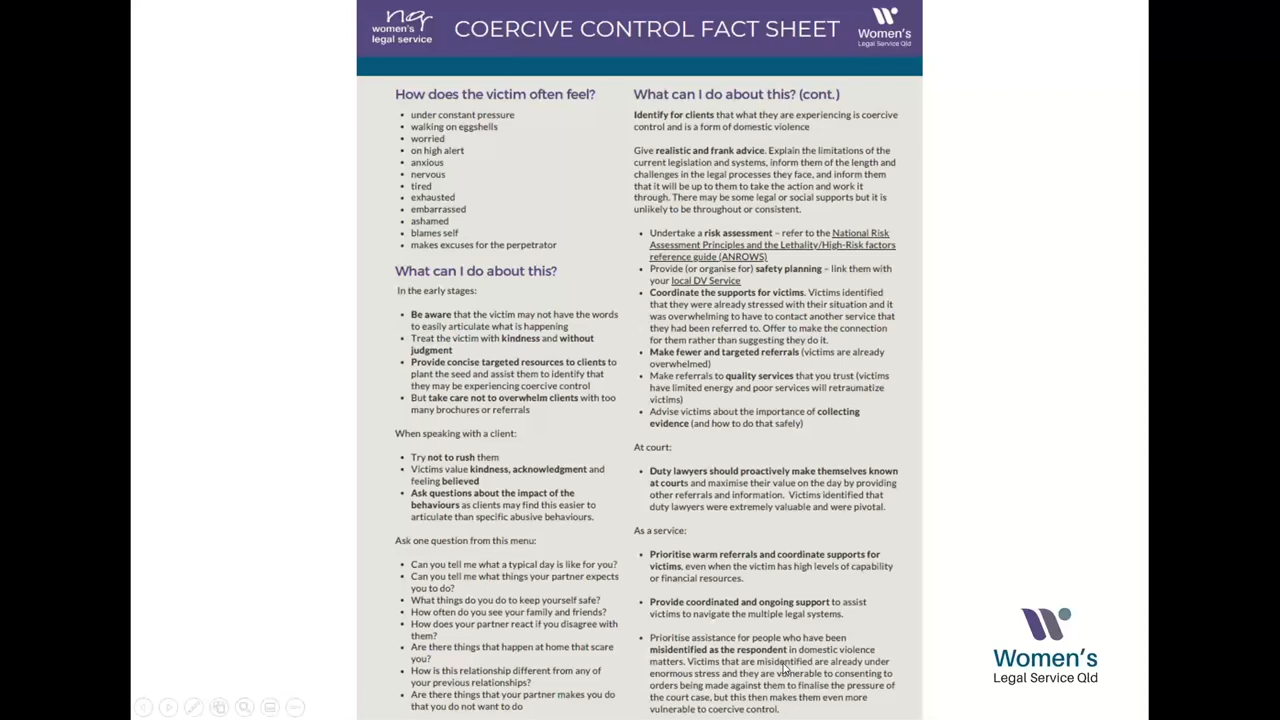 nq
women's
legal service
COERCIVE CONTROL FACT SHEET
Women's
Legal Service Qld
How does the victim often feel?
• under constant pressure
• walking on eggshells
• worried
• on high alert
• anxious
• nervous
• tired
• exhausted
• embarrassed
• ashamed
• blames self
• makes excuses for the perpetrator
What can I do about this?
In the early stages:
• Be aware that the victim may not have the words
to easily articulate what is happening
• Treat the victim with kindness and without
judgment
• Provide concise targeted resources to clients to
plant the seed and assist them to identify that
they may be experiencing coercive control
• But take care not to overwhelm clients with too
many brochures or referrals
When speaking with a client:
• Try not to rush them
• Victims value kindness, acknowledgment and
feeling believed
• Ask questions about the impact of the
behaviours as clients may find this easier to
articulate than specific abusive behaviours.
Ask one question from this menu:
• Can you tell me what a typical day is like for you?
• Can you tell me what things your partner expects
you to do?
• What things do you do to keep yourself safe?
• How often do you see your family and friends?
• How does your partner react if you disagree with
them?
• Are there things that happen at home that scare
you?
• How is this relationship different from any of
your previous relationships?
• Are there things that your partner makes you do
that you do not want to do
What can I do about this? (cont.)
Identify for clients that what they are experiencing is coercive
control and is a form of domestic violence
Give realistic and frank advice. Explain the limitations of the
current legislation and systems, inform them of the length and
challenges in the legal processes they face, and inform them
that it will be up to them to take the action and work it
through. There may be some legal or social supports but it is
unlikely to be throughout or consistent.
• Undertake a risk assessment – refer to the National Risk
Assessment Principles and the Lethality/High-Risk factors
reference guide (ANROWS)
• Provide (or organise for) safety planning – link them with
your local DV Service
• Coordinate the supports for victims. Victims identified
that they were already stressed with their situation and it
was overwhelming to have to contact another service that
they had been referred to. Offer to make the connection
for them rather than suggesting they do it.
• Make fewer and targeted referrals (victims are already
overwhelmed)
• Make referrals to quality services that you trust (victims
have limited energy and poor services will retraumatize
victims)
• Advise victims about the importance of collecting
evidence (and how to do that safely)
At court:
• Duty lawyers should proactively make themselves known
at courts and maximise their value on the day by providing
other referrals and information. Victims identified that
duty lawyers were extremely valuable and were pivotal.
As a service:
• Prioritise warm referrals and coordinate supports for
victims, even when the victim has high levels of capability
or financial resources.
• Provide coordinated and ongoing support to assist
victims to navigate the multiple legal systems.
• Prioritise assistance for people who have been
misidentified as the respondent in domestic violence
matters. Victims that are misidentified are already under
enormous stress and they are vulnerable to consenting to
orders being made against them to finalise the pressure of
the court case, but this then makes them even more
vulnerable to coercive control.
Women's
Legal Service Qld